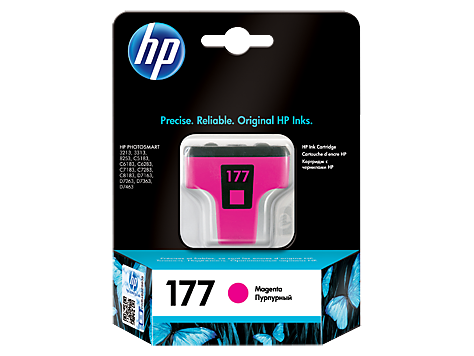 hp
Precise. Reliable. Original HP Inks.
HP PHOTOSMART
3213, 3313,
8253, C5183,
C6183, C6283,
C7183, C7283,
C8183, D7163,
D7263, D7363,
D7463
HP Ink Cartridge
Cartouche d'encre HP
Картридж с
чернилами HP
177
177
Magenta
Пурпурный